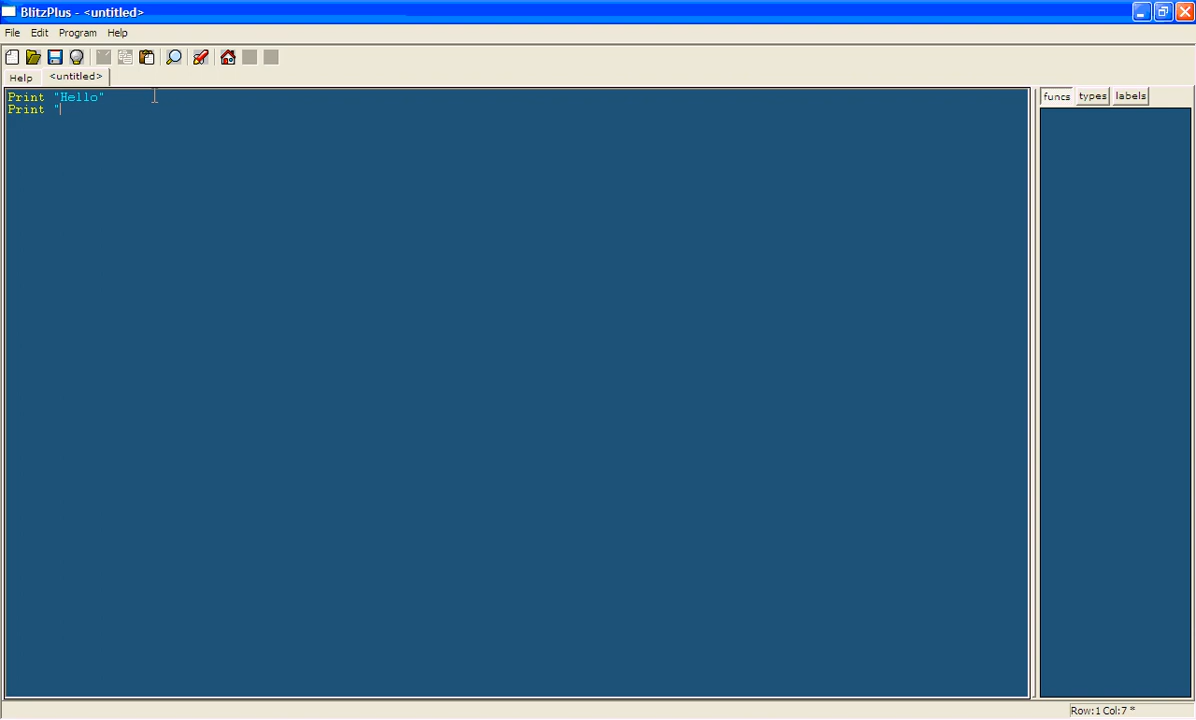 BlitzPlus - <untitled>
File Edit Program Help
Help <untitled>
Print "Hello"
Print "
funcs types labels
Row:1 Col:7 *